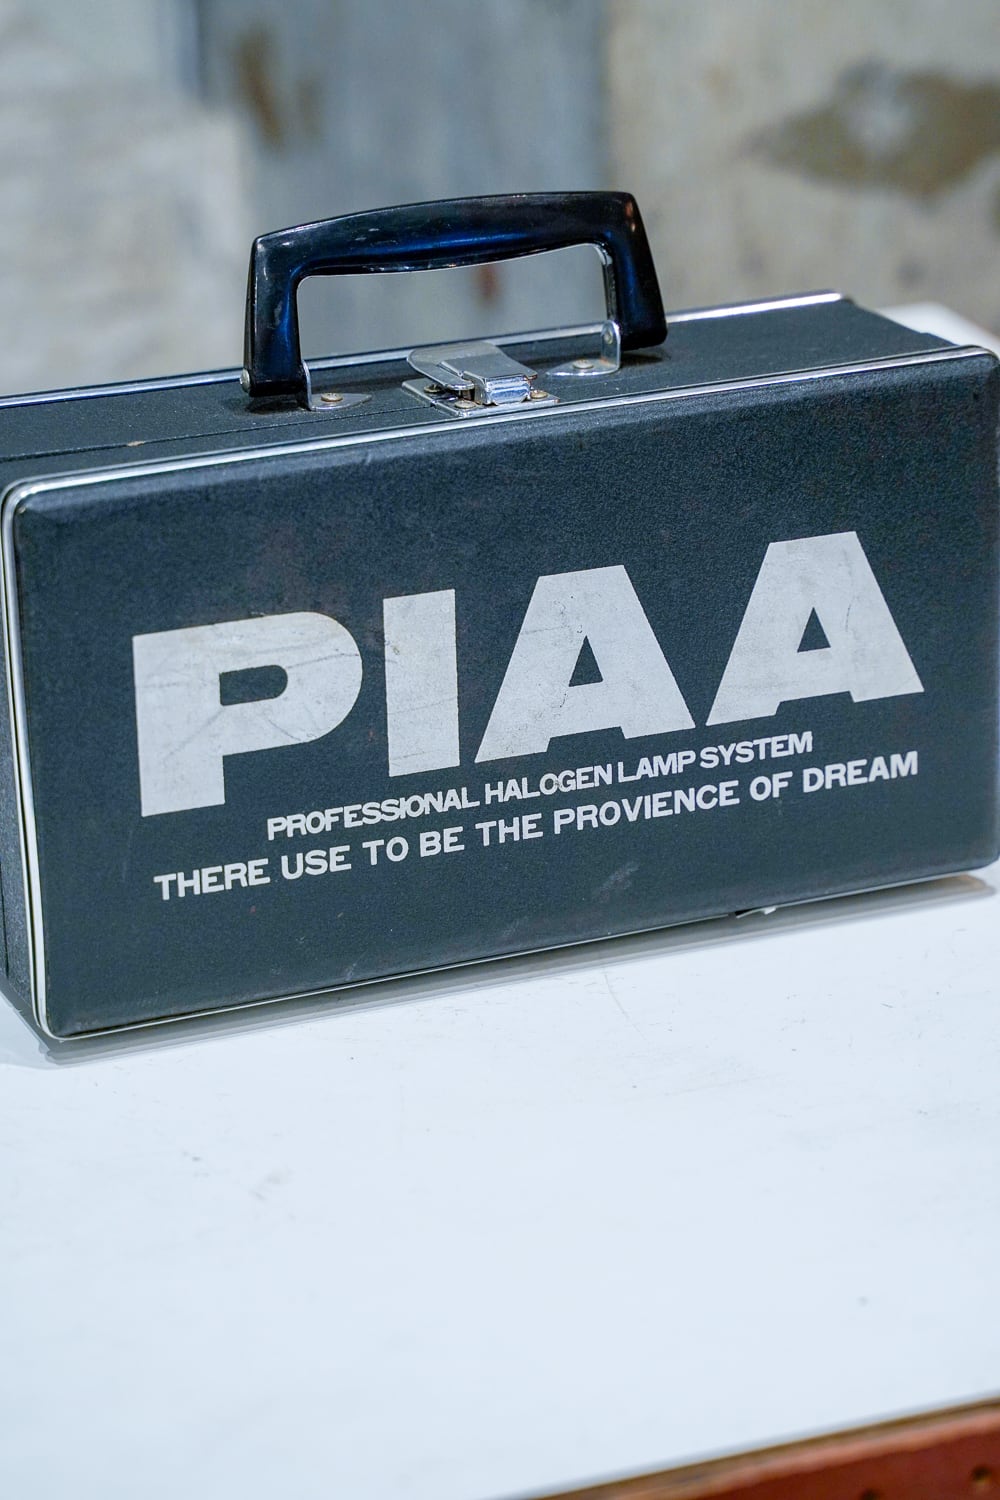 PIAA
PROFESSIONAL HALOGEN LAMP SYSTEM
THERE USE TO BE THE PROVIENCE OF DREAM